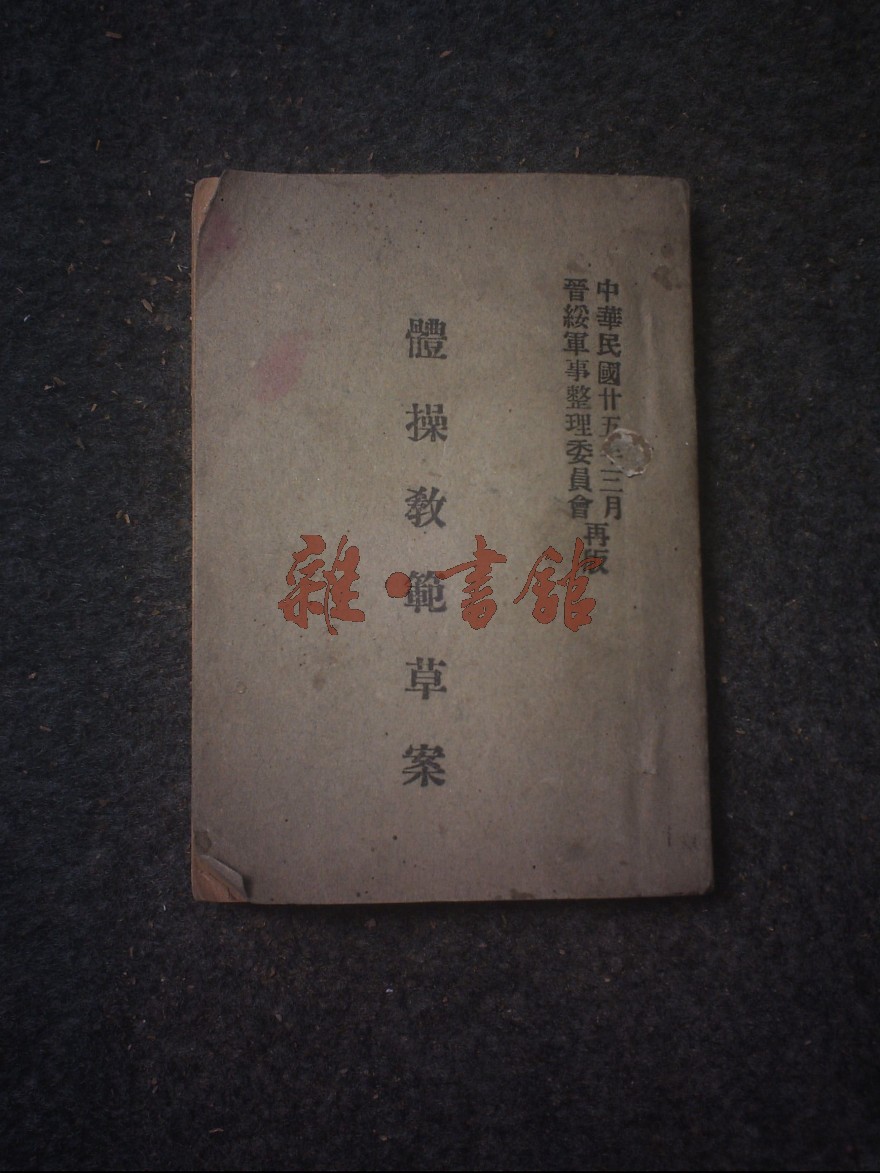 中華民國廿五年三月
晉綏軍事整理委員會
再版
體操教範草案
雜·書館